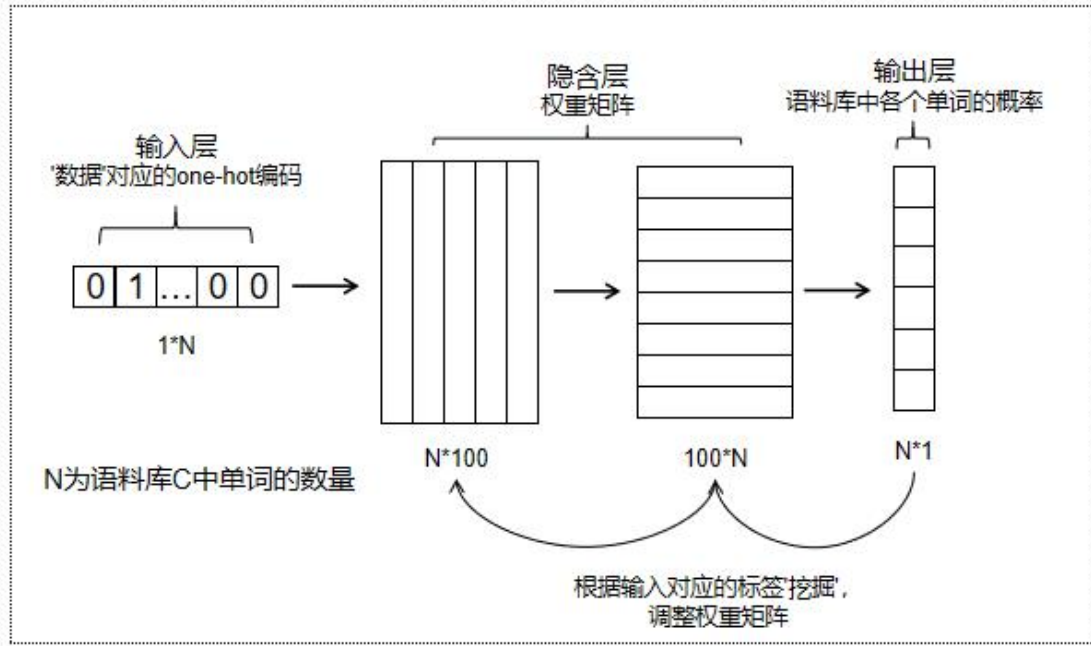 隐含层
权重矩阵
输出层
语料库中各个单词的概率
输入层
'数据'对应的one-hot编码
0 1 ... 0 0
1*N
N*100
100*N
N*1
N为语料库C中单词的数量
根据输入对应的标签'挖掘',
调整权重矩阵